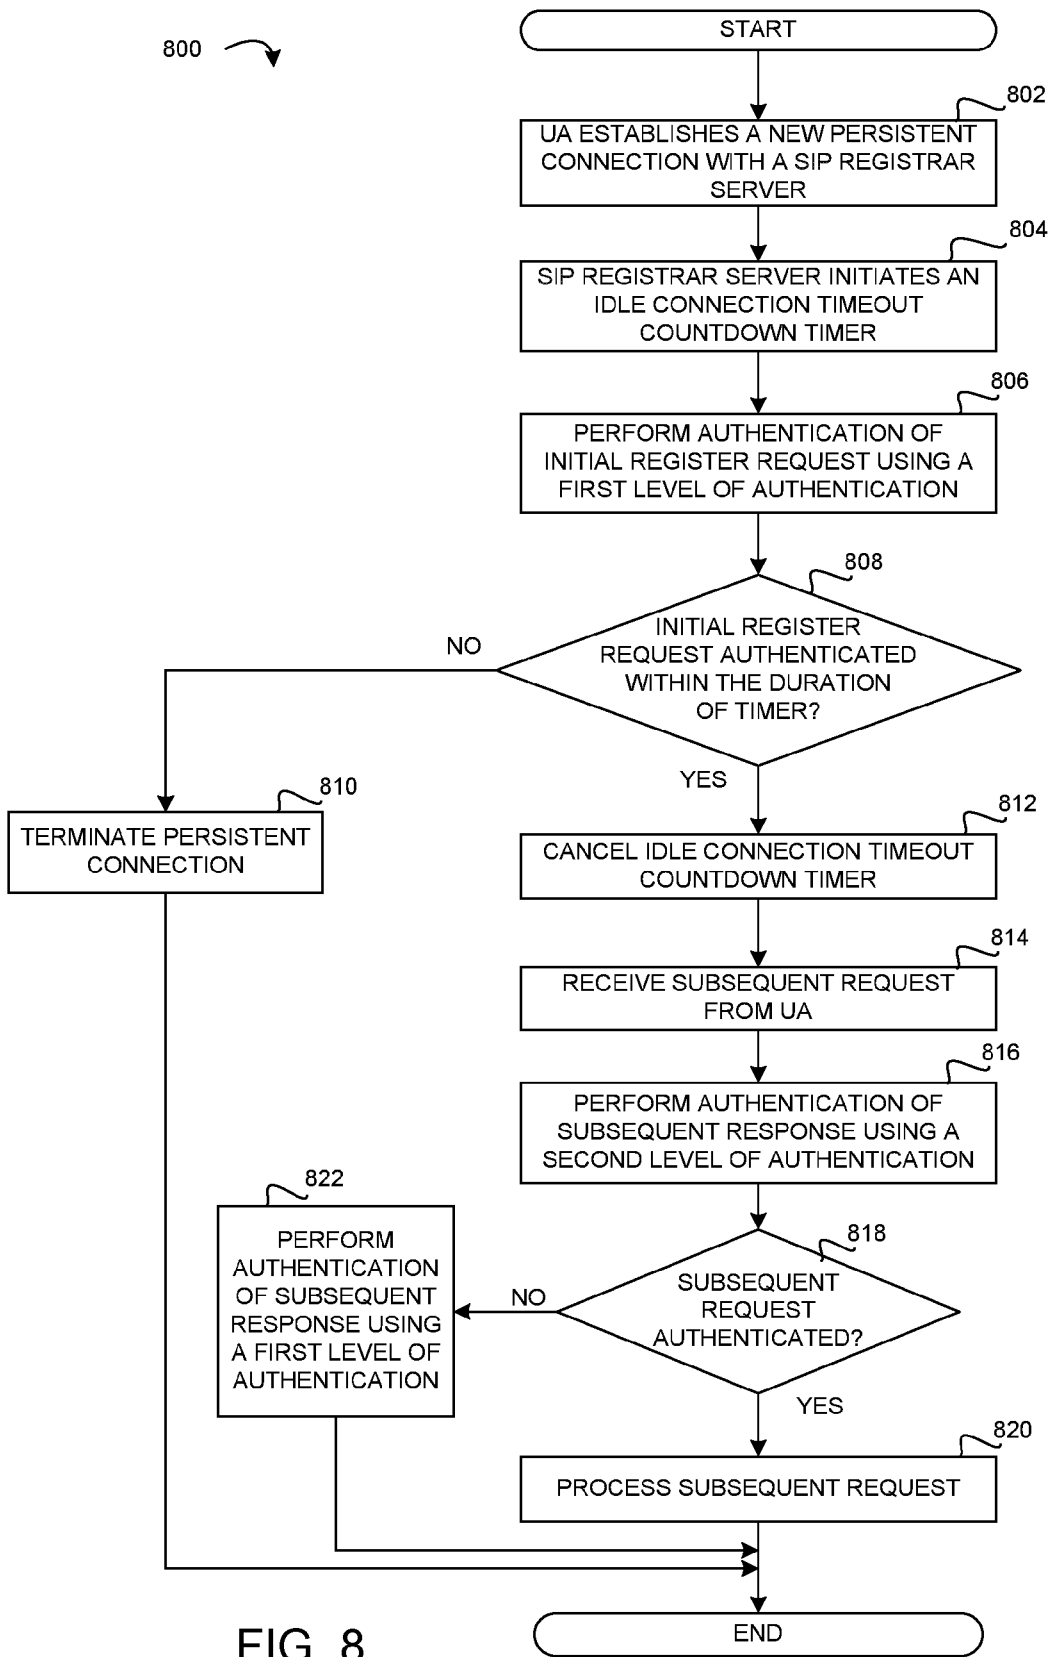 START
800
802
UA ESTABLISHES A NEW PERSISTENT
CONNECTION WITH A SIP REGISTRAR
SERVER
804
SIP REGISTRAR SERVER INITIATES AN
IDLE CONNECTION TIMEOUT
COUNTDOWN TIMER
806
PERFORM AUTHENTICATION OF
INITIAL REGISTER REQUEST USING A
FIRST LEVEL OF AUTHENTICATION
808
INITIAL REGISTER
REQUEST AUTHENTICATED
WITHIN THE DURATION
OF TIMER?
NO
YES
810
TERMINATE PERSISTENT
CONNECTION
812
CANCEL IDLE CONNECTION TIMEOUT
COUNTDOWN TIMER
814
RECEIVE SUBSEQUENT REQUEST
FROM UA
816
PERFORM AUTHENTICATION OF
SUBSEQUENT RESPONSE USING A
SECOND LEVEL OF AUTHENTICATION
818
SUBSEQUENT
REQUEST
AUTHENTICATED?
NO
822
PERFORM
AUTHENTICATION
OF SUBSEQUENT
RESPONSE USING
A FIRST LEVEL OF
AUTHENTICATION
YES
820
PROCESS SUBSEQUENT REQUEST
END
FIG. 8